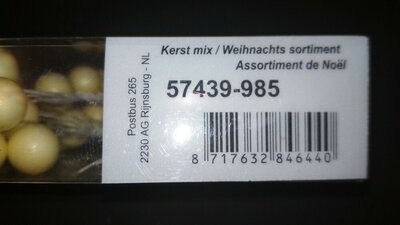 Kerst mix / Weihnachts sortiment
Assortiment de Noël
57439-985
8 717632 846440
Postbus 265
2230 AG Rijnsburg - NL